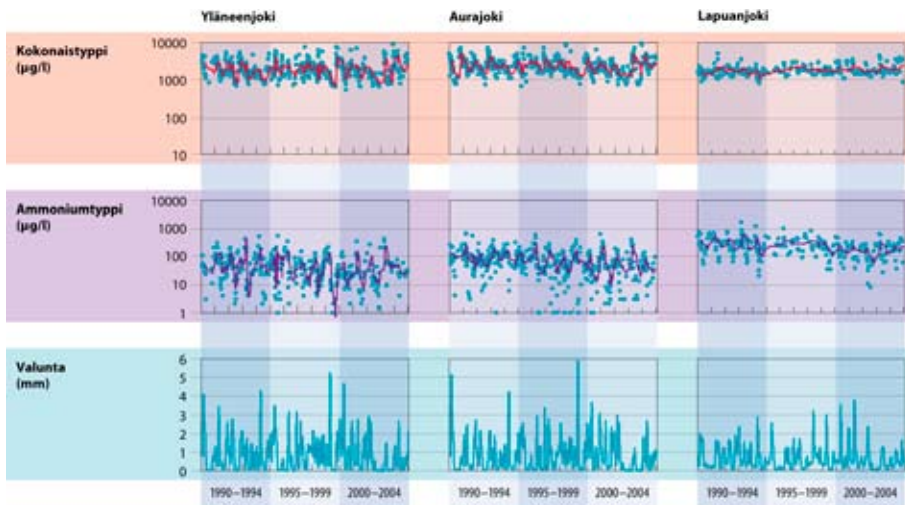 Yläneenjoki
Aurajoki
Lapuanjoki
Kokonaistyppi
(µg/l)
10000
1000
100
10
Ammoniumtyppi
(µg/l)
10000
1000
100
10
1
Valunta
(mm)
6
5
4
3
2
1
0
1990–1994 1995–1999 2000–2004
1990–1994 1995–1999 2000–2004
1990–1994 1995–1999 2000–2004